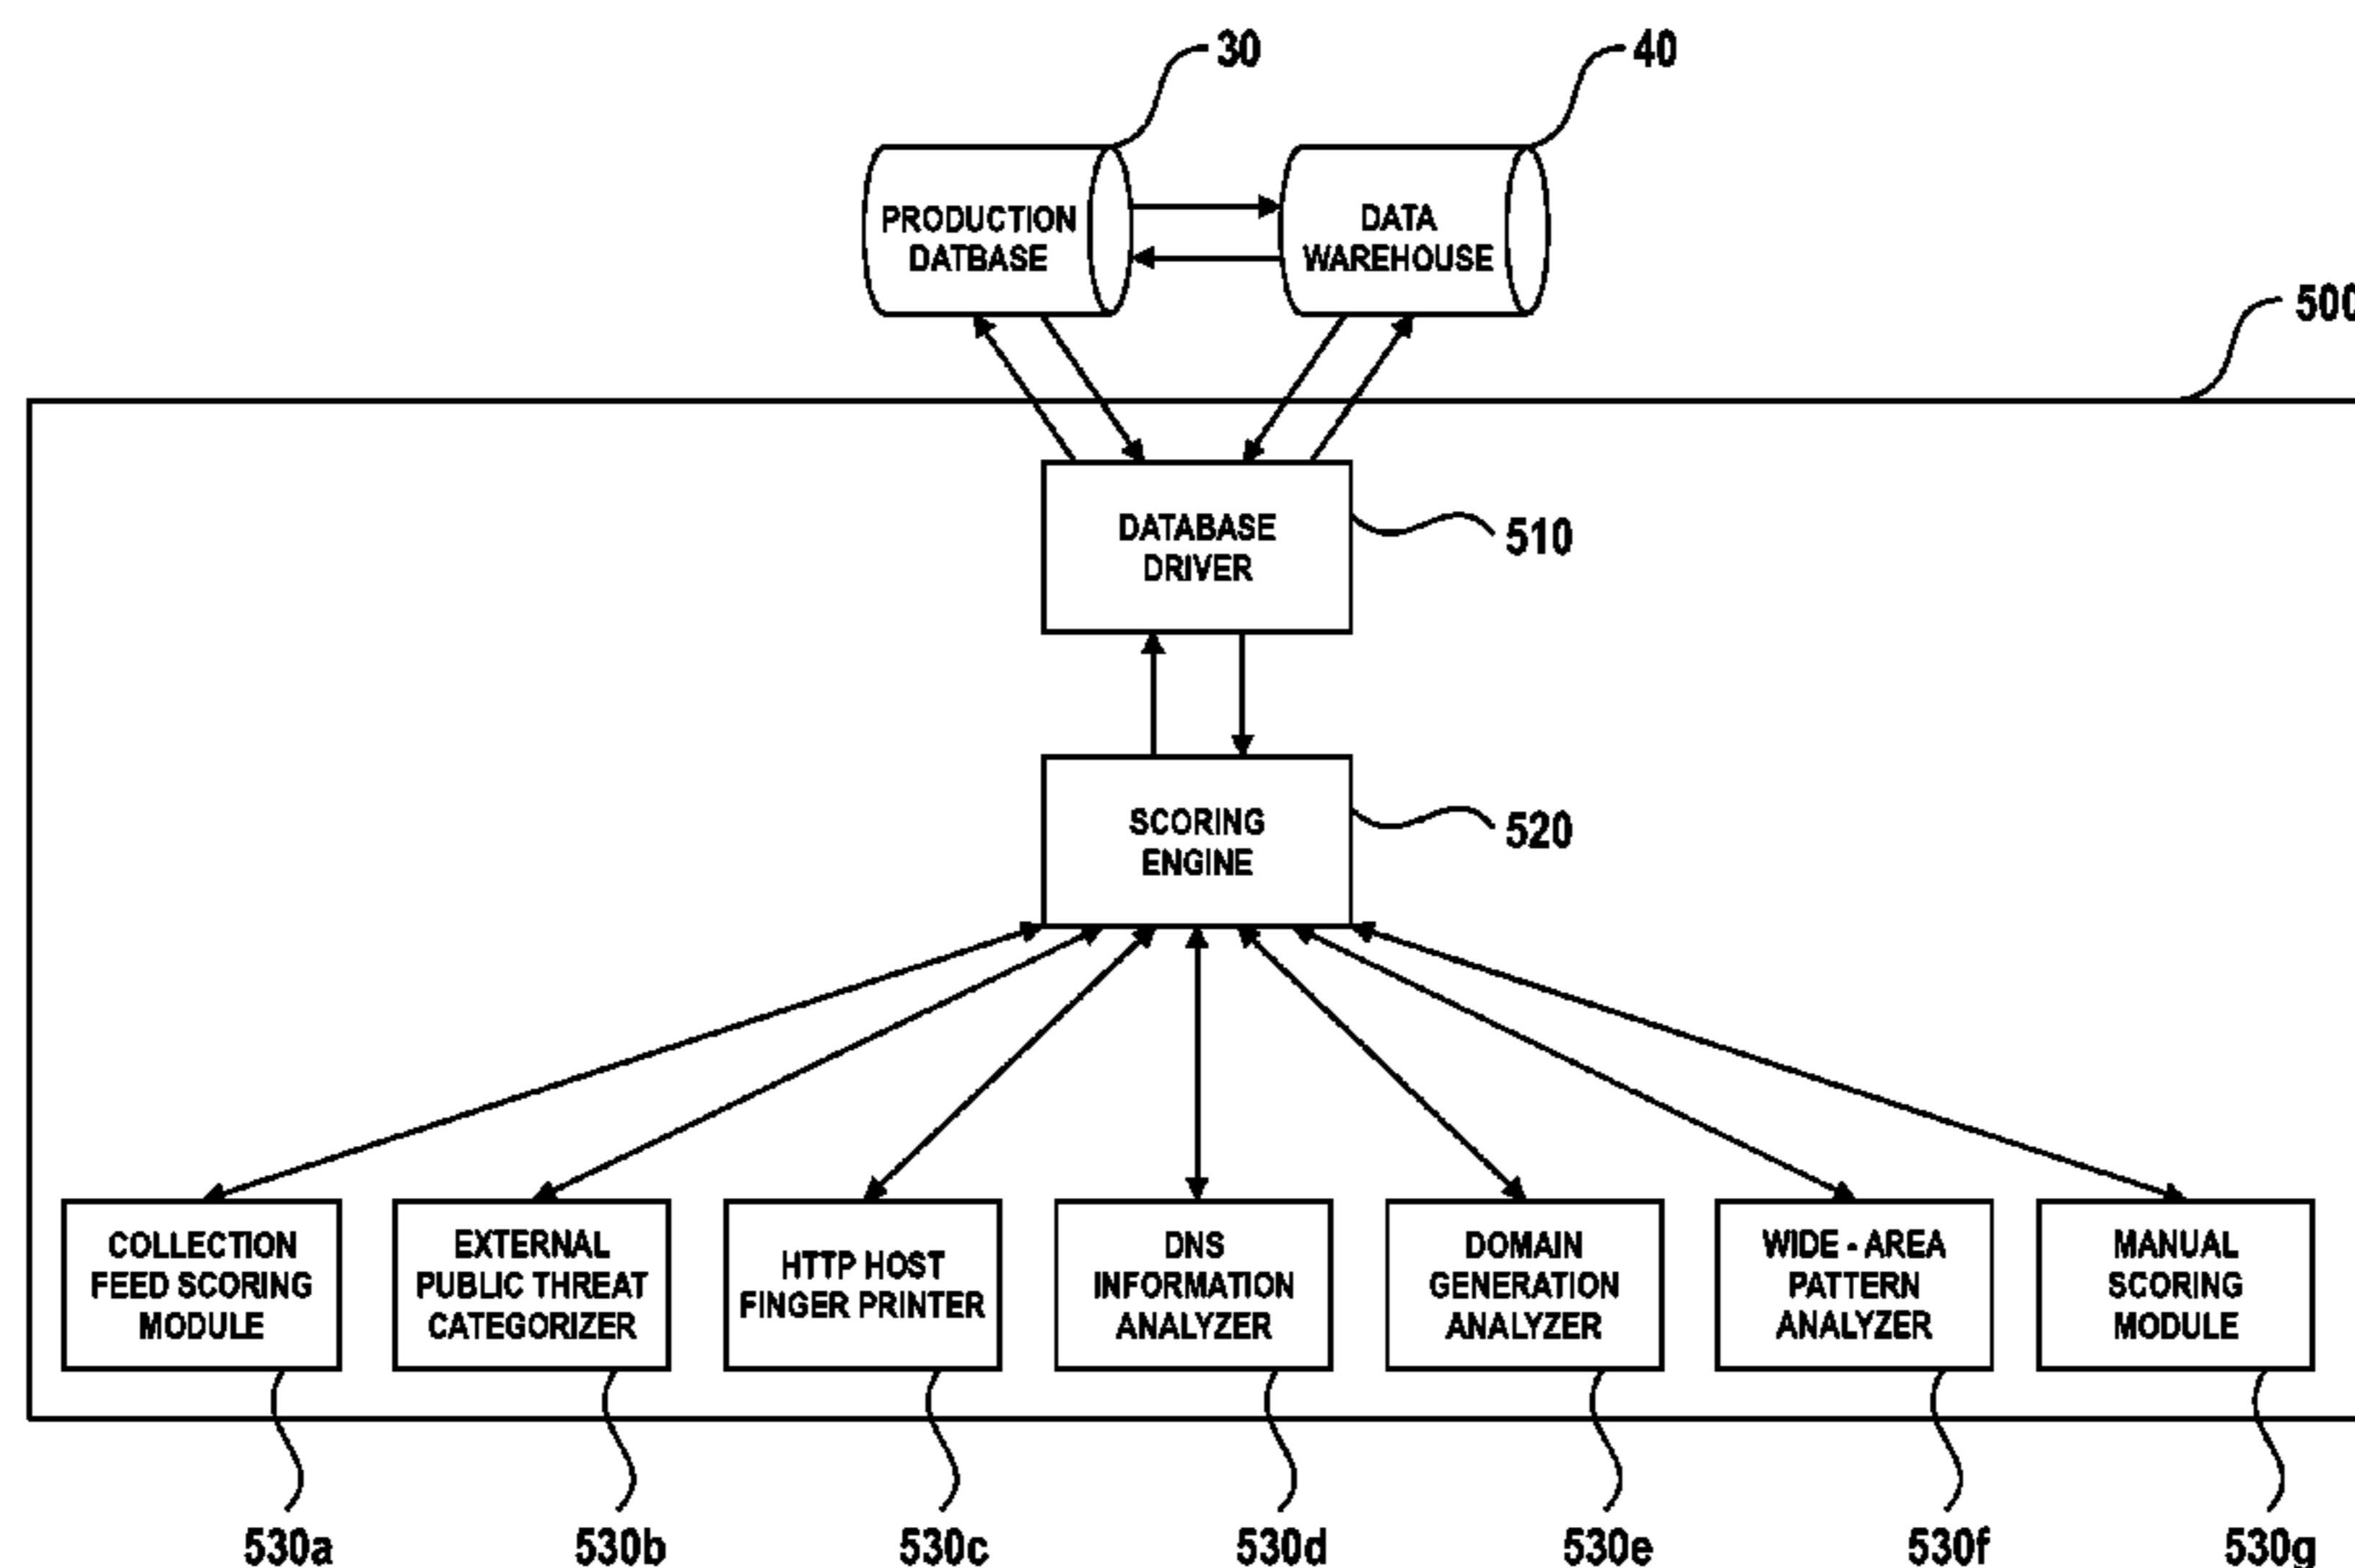 30
40
PRODUCTION
DATBASE
DATA
WAREHOUSE
500
DATABASE
DRIVER
510
SCORING
ENGINE
520
COLLECTION
FEED SCORING
MODULE
EXTERNAL
PUBLIC THREAT
CATEGORIZER
HTTP HOST
FINGER PRINTER
DNS
INFORMATION
ANALYZER
DOMAIN
GENERATION
ANALYZER
WIDE - AREA
PATTERN
ANALYZER
MANUAL
SCORING
MODULE
530a
530b
530c
530d
530e
530f
530g